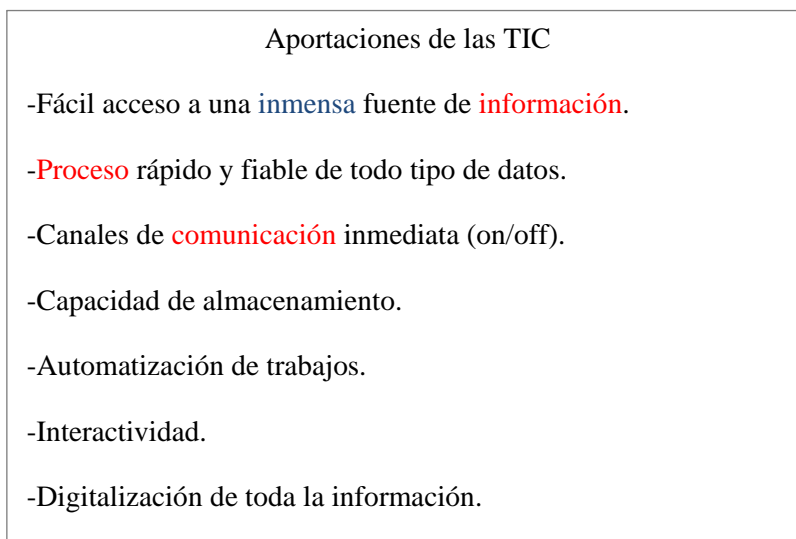 Aportaciones de las TIC
-Fácil acceso a una inmensa fuente de información.
-Proceso rápido y fiable de todo tipo de datos.
-Canales de comunicación inmediata (on/off).
-Capacidad de almacenamiento.
-Automatización de trabajos.
-Interactividad.
-Digitalización de toda la información.